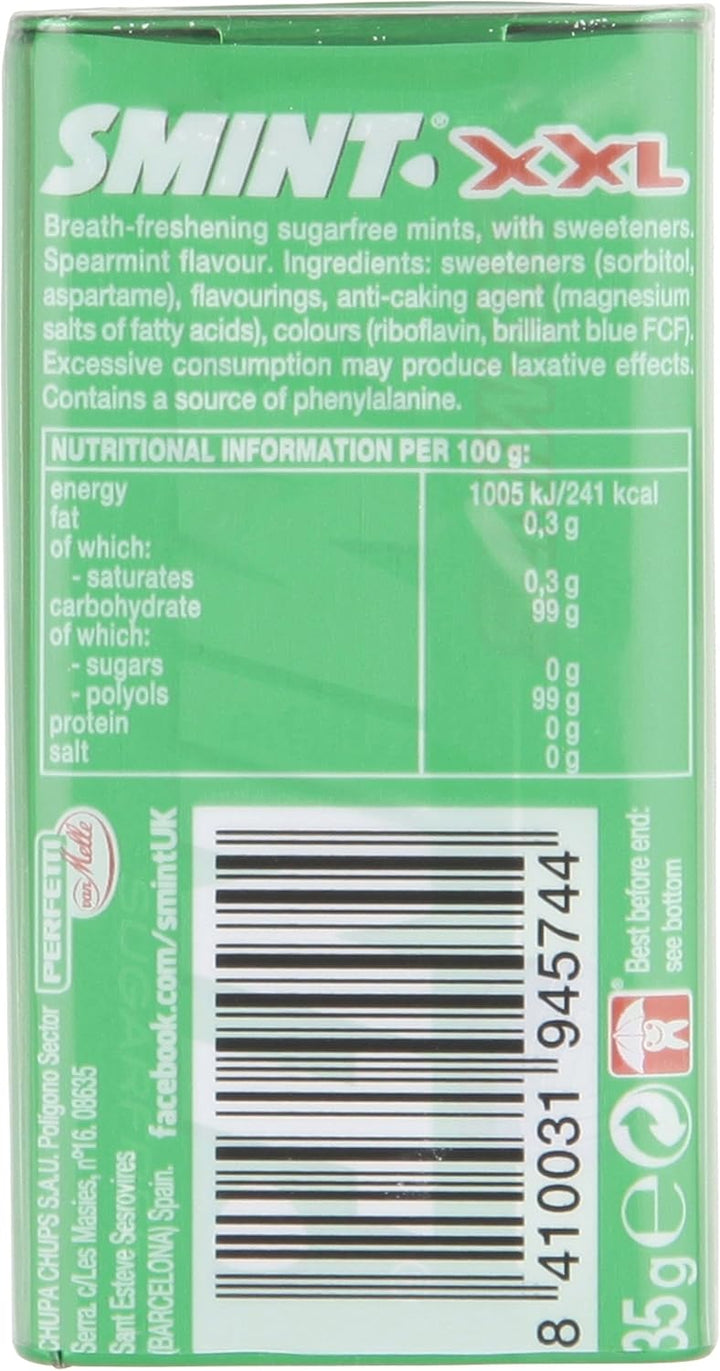 SMINT® XXL
Breath-freshening sugarfree mints, with sweeteners.
Spearmint flavour. Ingredients: sweeteners (sorbitol,
aspartame), flavourings, anti-caking agent (magnesium
salts of fatty acids), colours (riboflavin, brilliant blue FCF).
Excessive consumption may produce laxative effects.
Contains a source of phenylalanine.
NUTRITIONAL INFORMATION PER 100 g:
energy 1005 kJ/241 kcal
fat 0,3 g
of which:
- saturates 0,3 g
carbohydrate 99 g
of which:
- sugars 0 g
- polyols 99 g
protein 0 g
salt 0 g
PERFETTI
van Melle
CHUPA CHUPS S.A.U. Polígono Sector
Serra. c/Les Masies, nº16. 08635
Sant Esteve Sesrovires
(BARCELONA) Spain. facebook.com/smintUK
8 410031 945744
Best before end:
see bottom
35 g e